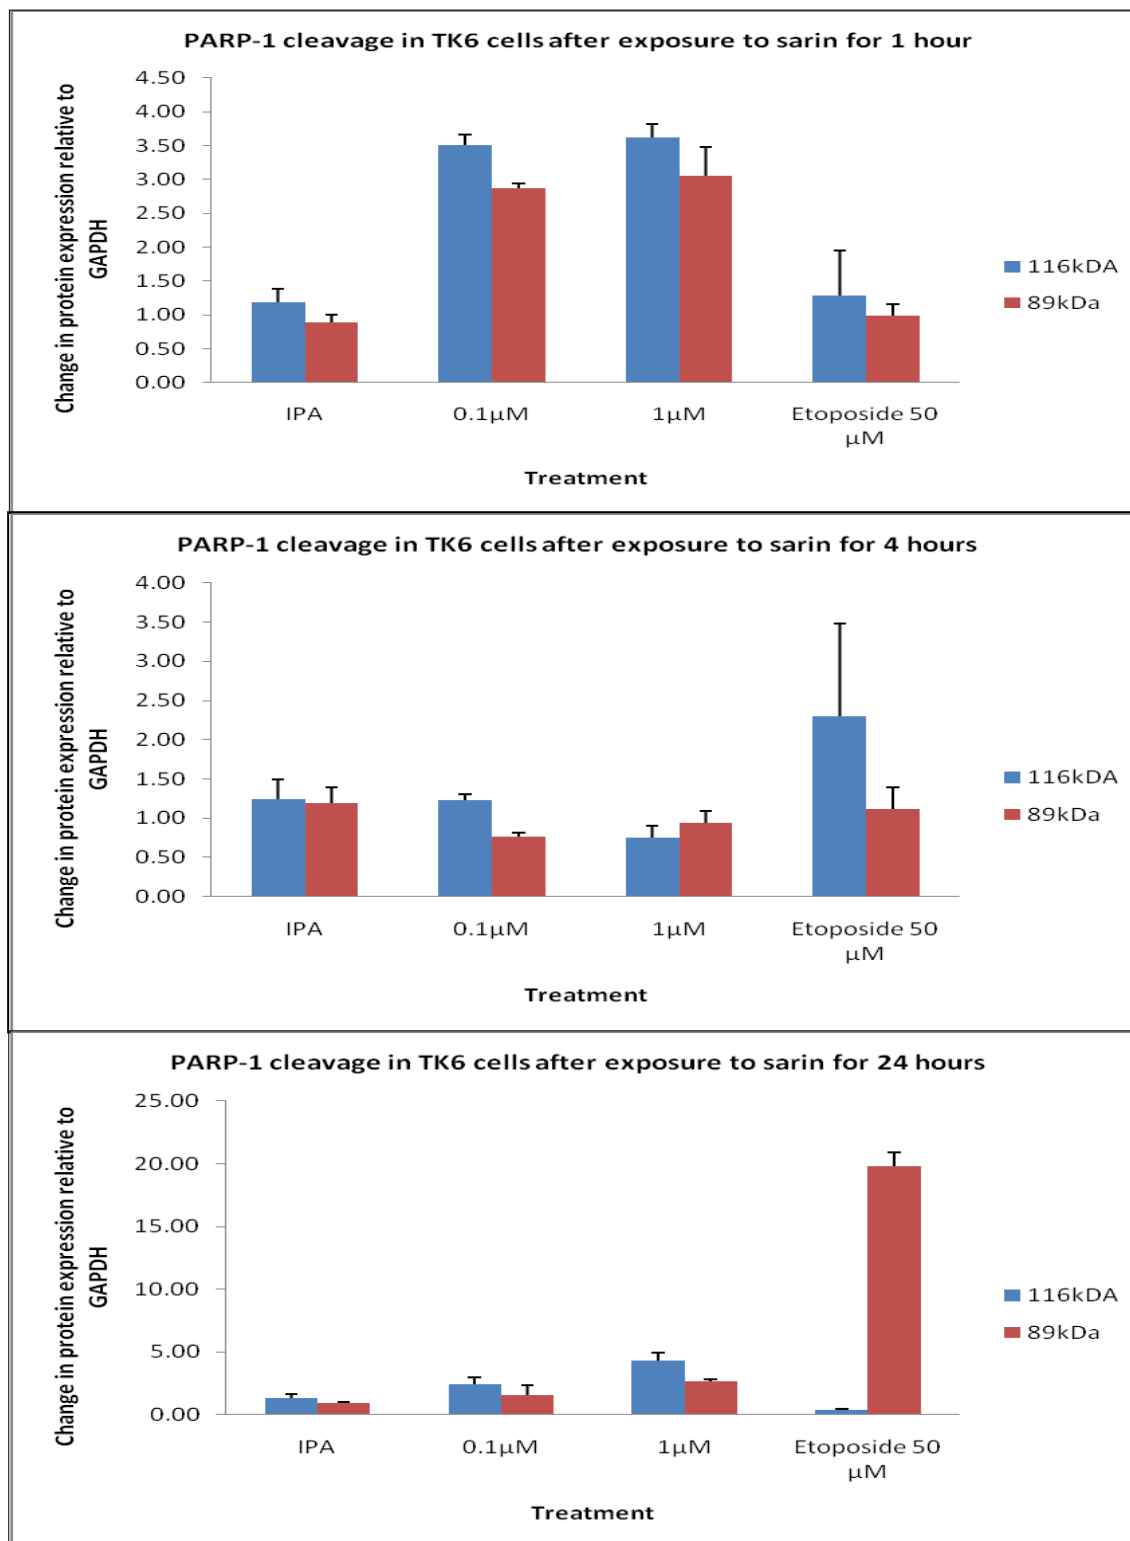 PARP-1 cleavage in TK6 cells after exposure to sarin for 1 hour
Change in protein expression relative to
GAPDH
4.50
4.00
3.50
3.00
2.50
2.00
1.50
1.00
0.50
0.00
IPA
0.1µM
1µM
Etoposide 50
µM
Treatment
116kDA
89kDa
PARP-1 cleavage in TK6 cells after exposure to sarin for 4 hours
Change in protein expression relative to
GAPDH
4.00
3.50
3.00
2.50
2.00
1.50
1.00
0.50
0.00
IPA
0.1µM
1µM
Etoposide 50
µM
Treatment
116kDA
89kDa
PARP-1 cleavage in TK6 cells after exposure to sarin for 24 hours
Change in protein expression relative to
GAPDH
25.00
20.00
15.00
10.00
5.00
0.00
IPA
0.1µM
1µM
Etoposide 50
µM
Treatment
116kDA
89kDa